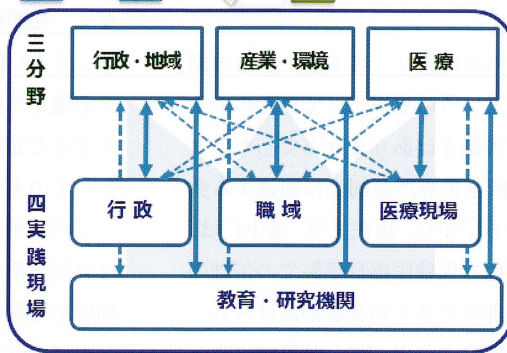 三分野
行政・地域
産業・環境
医療
四実践現場
行政
職域
医療現場
教育・研究機関